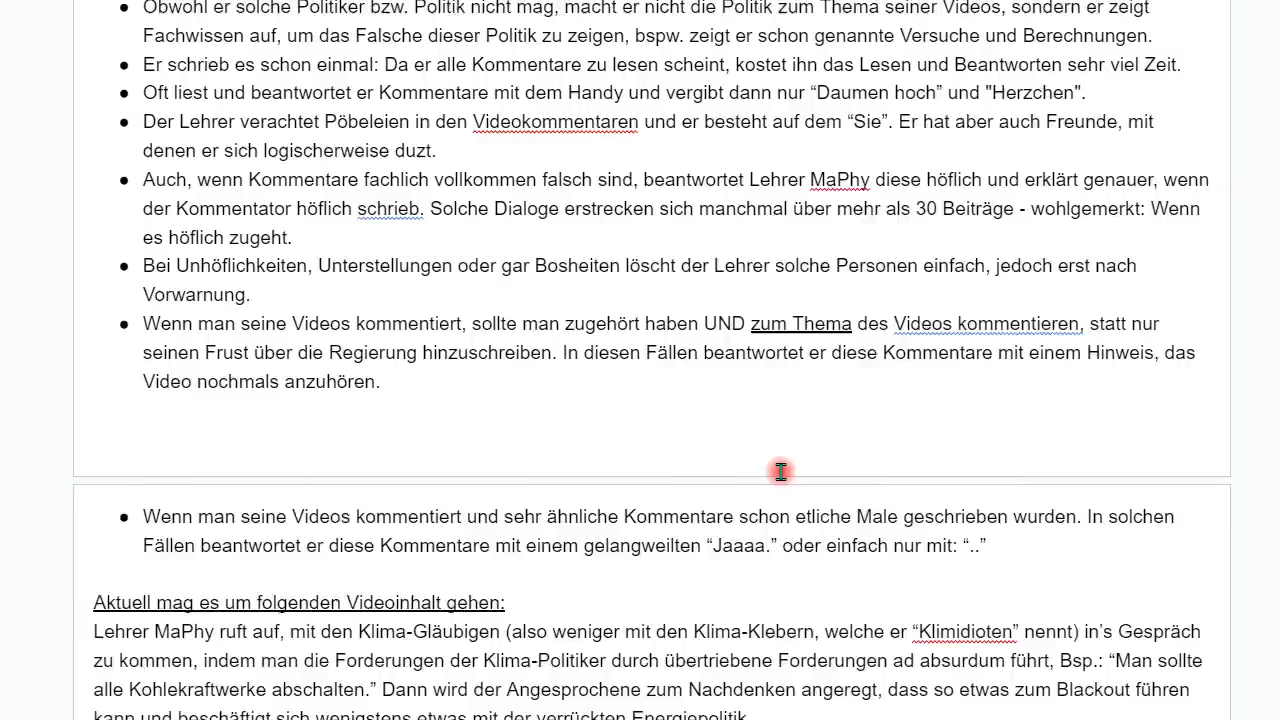 ● Obwohl er solche Politiker bzw. Politik nicht mag, macht er nicht die Politik zum Thema seiner Videos, sondern er zeigt
Fachwissen auf, um das Falsche dieser Politik zu zeigen, bspw. zeigt er schon genannte Versuche und Berechnungen.
● Er schrieb es schon einmal: Da er alle Kommentare zu lesen scheint, kostet ihn das Lesen und Beantworten sehr viel Zeit.
● Oft liest und beantwortet er Kommentare mit dem Handy und vergibt dann nur “Daumen hoch” und "Herzchen".
● Der Lehrer verachtet Pöbeleien in den Videokommentaren und er besteht auf dem “Sie”. Er hat aber auch Freunde, mit
denen er sich logischerweise duzt.
● Auch, wenn Kommentare fachlich vollkommen falsch sind, beantwortet Lehrer MaPhy diese höflich und erklärt genauer, wenn
der Kommentator höflich schrieb. Solche Dialoge erstrecken sich manchmal über mehr als 30 Beiträge - wohlgemerkt: Wenn
es höflich zugeht.
● Bei Unhöflichkeiten, Unterstellungen oder gar Bosheiten löscht der Lehrer solche Personen einfach, jedoch erst nach
Vorwarnung.
● Wenn man seine Videos kommentiert, sollte man zugehört haben UND zum Thema des Videos kommentieren, statt nur
seinen Frust über die Regierung hinzuschreiben. In diesen Fällen beantwortet er diese Kommentare mit einem Hinweis, das
Video nochmals anzuhören.
● Wenn man seine Videos kommentiert und sehr ähnliche Kommentare schon etliche Male geschrieben wurden. In solchen
Fällen beantwortet er diese Kommentare mit einem gelangweilten “Jaaaa.” oder einfach nur mit: “..”
Aktuell mag es um folgenden Videoinhalt gehen:
Lehrer MaPhy ruft auf, mit den Klima-Gläubigen (also weniger mit den Klima-Klebern, welche er “Klimidioten” nennt) in’s Gespräch
zu kommen, indem man die Forderungen der Klima-Politiker durch übertriebene Forderungen ad absurdum führt, Bsp.: “Man sollte
alle Kohlekraftwerke abschalten.” Dann wird der Angesprochene zum Nachdenken angeregt, dass so etwas zum Blackout führen
kann und beschäftigt sich wenigstens etwas mit der verrückten Energiepolitik.